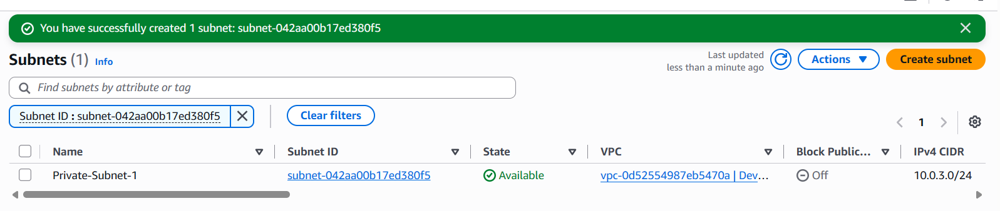 You have successfully created 1 subnet: subnet-042aa00b17ed380f5
Subnets (1) Info
Last updated
less than a minute ago
Actions
Create subnet
Find subnets by attribute or tag
Subnet ID : subnet-042aa00b17ed380f5
Clear filters
1
Name Subnet ID State VPC Block Public... IPv4 CIDR
Private-Subnet-1 subnet-042aa00b17ed380f5 Available vpc-0d52554987eb5470a | Dev... Off 10.0.3.0/24